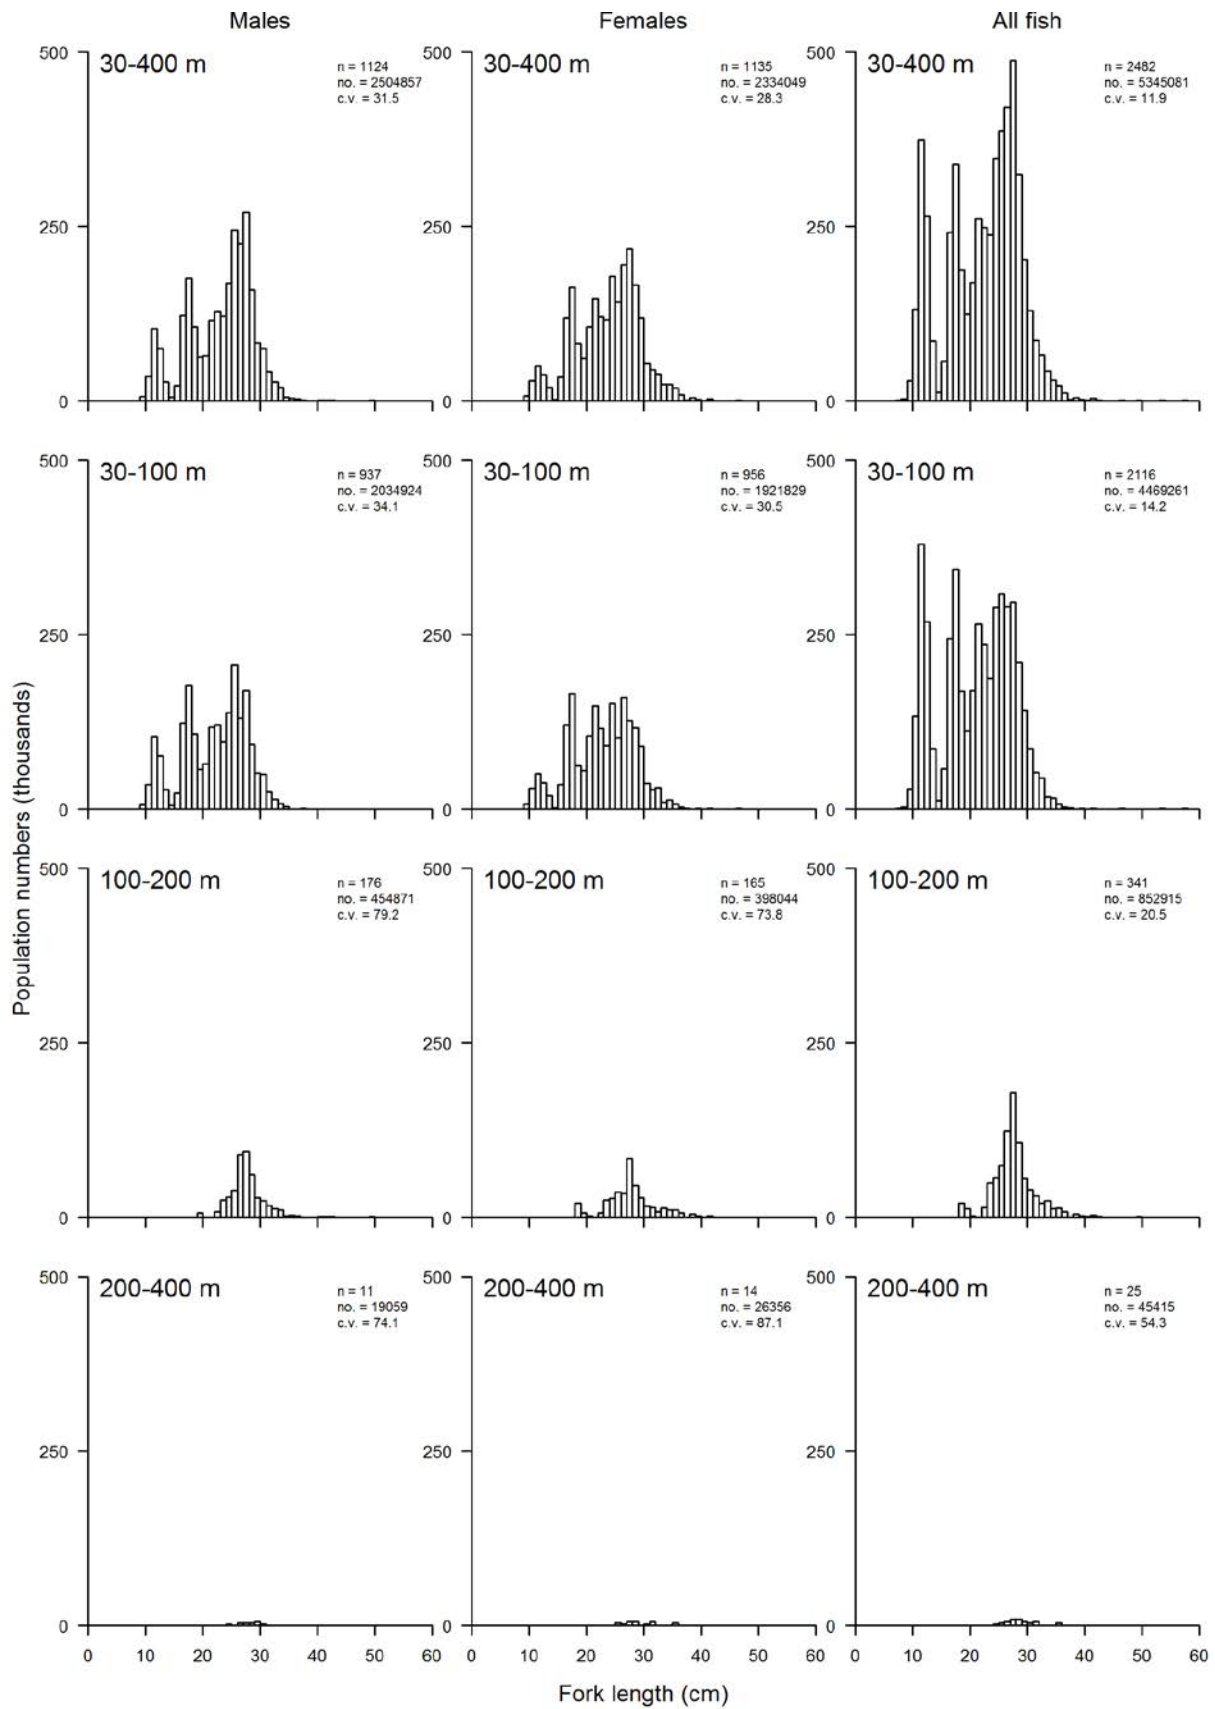 Males Females All fish
500 500 500
30-400 m 30-400 m 30-400 m
n = 1124 n = 1135 n = 2482
no. = 2504857 no. = 2334049 no. = 5345081
c.v. = 31.5 c.v. = 28.3 c.v. = 11.9
250 250 250
0 0 0
500 500 500
30-100 m 30-100 m 30-100 m
n = 937 n = 956 n = 2116
no. = 2034924 no. = 1921829 no. = 4469261
c.v. = 34.1 c.v. = 30.5 c.v. = 14.2
250 250 250
0 0 0
Population numbers (thousands)
500 500 500
100-200 m 100-200 m 100-200 m
n = 176 n = 165 n = 341
no. = 454871 no. = 398044 no. = 852915
c.v. = 79.2 c.v. = 73.8 c.v. = 20.5
250 250 250
0 0 0
500 500 500
200-400 m 200-400 m 200-400 m
n = 11 n = 14 n = 25
no. = 19059 no. = 26356 no. = 45415
c.v. = 74.1 c.v. = 87.1 c.v. = 54.3
250 250 250
0 0 0
0 10 20 30 40 50 60 0 10 20 30 40 50 60 0 10 20 30 40 50 60
Fork length (cm)